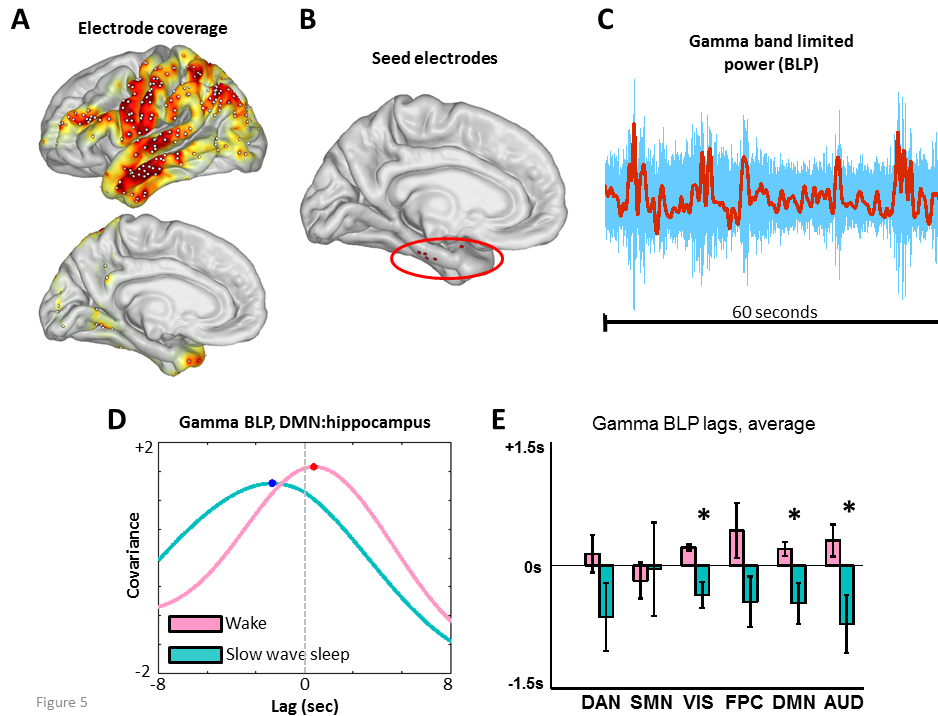 A
Electrode coverage
B
Seed electrodes
C
Gamma band limited
power (BLP)
60 seconds
D
Gamma BLP, DMN:hippocampus
+2
Covariance
-2
Wake
Slow wave sleep
-8
0
8
Lag (sec)
E
Gamma BLP lags, average
+1.5s
0s
-1.5s
*
*
*
DAN SMN VIS FPC DMN AUD
Figure 5